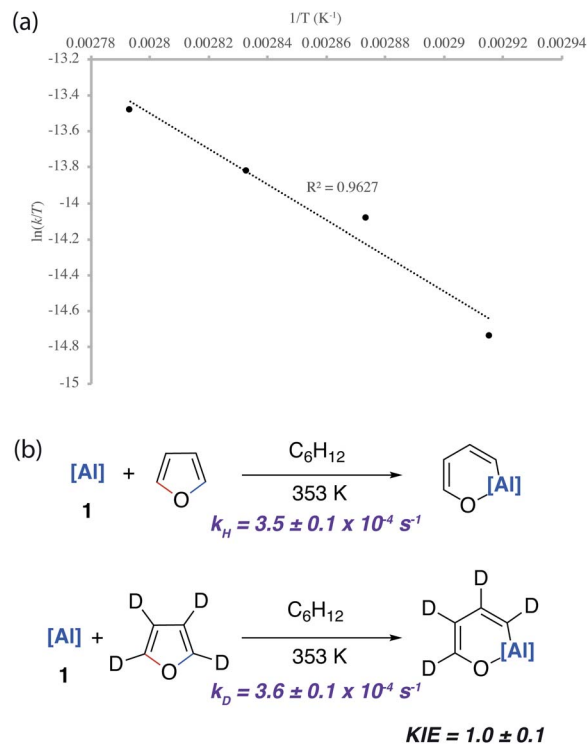 (a)
1/T (K⁻¹)
0.00278 0.0028 0.00282 0.00284 0.00286 0.00288 0.0029 0.00292 0.00294
-13.2
-13.4
-13.6
-13.8
R² = 0.9627
-14
ln(k/T)
-14.2
-14.4
-14.6
-14.8
-15
(b)
[Al] + O C₆H₁₂ O [Al]
1 353 K
k_H = 3.5 ± 0.1 x 10⁻⁴ s⁻¹
D D D
[Al] + D O D C₆H₁₂ D D D O [Al]
1 353 K
k_D = 3.6 ± 0.1 x 10⁻⁴ s⁻¹
KIE = 1.0 ± 0.1